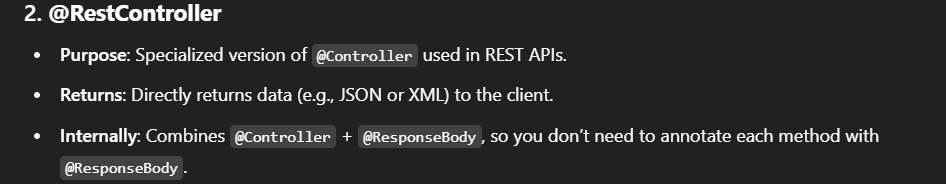 2. @RestController
• Purpose: Specialized version of @Controller used in REST APIs.
• Returns: Directly returns data (e.g., JSON or XML) to the client.
• Internally: Combines @Controller + @ResponseBody, so you don’t need to annotate each method with
@ResponseBody.